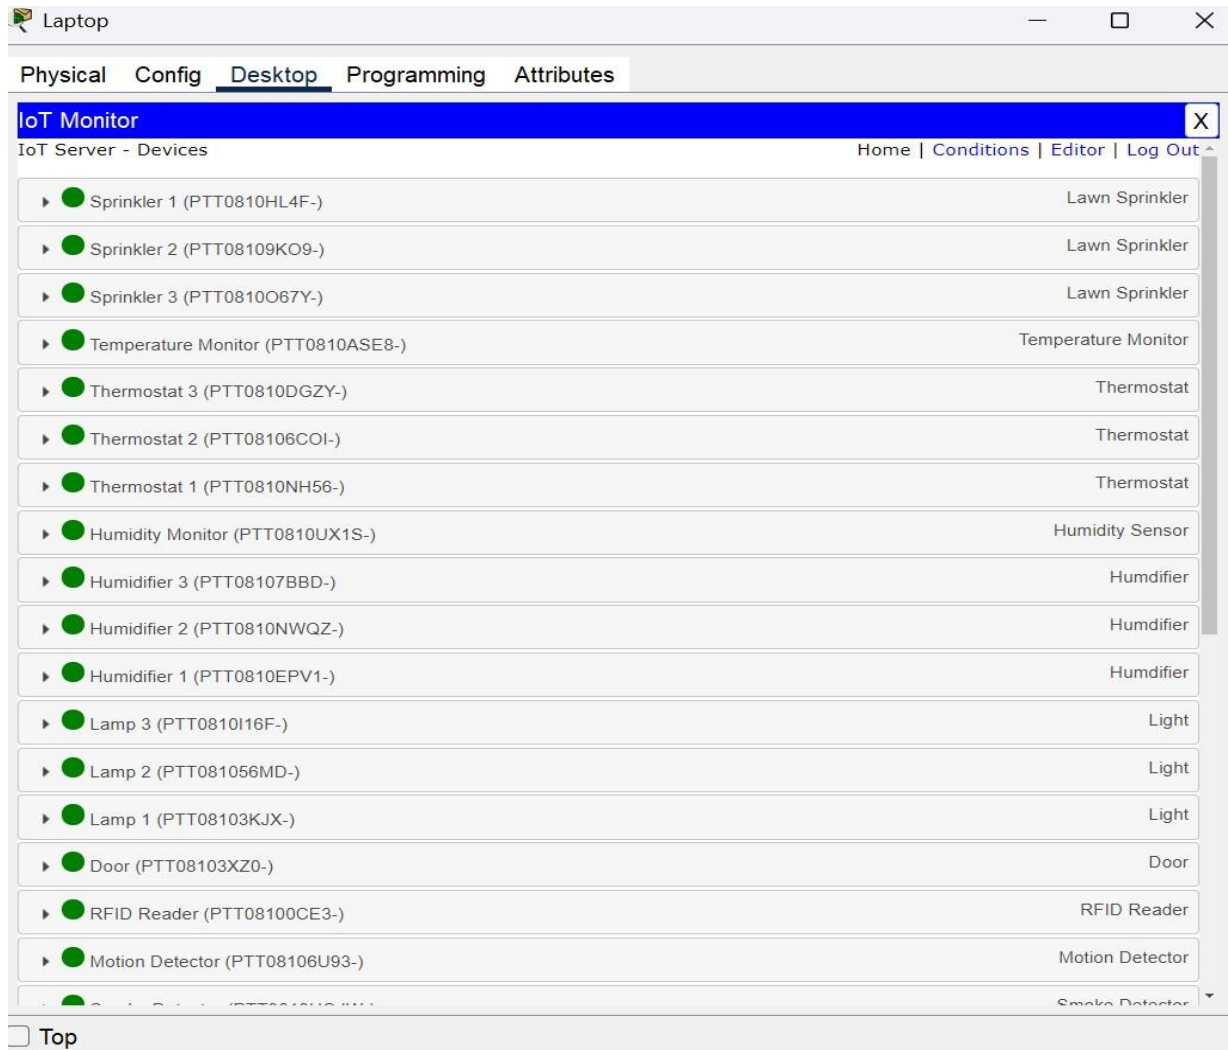 Laptop
Physical Config Desktop Programming Attributes
IoT Monitor X
IoT Server - Devices Home | Conditions | Editor | Log Out
Sprinkler 1 (PTT0810HL4F-) Lawn Sprinkler
Sprinkler 2 (PTT08109KO9-) Lawn Sprinkler
Sprinkler 3 (PTT0810O67Y-) Lawn Sprinkler
Temperature Monitor (PTT0810ASE8-) Temperature Monitor
Thermostat 3 (PTT0810DGZY-) Thermostat
Thermostat 2 (PTT08106COI-) Thermostat
Thermostat 1 (PTT0810NH56-) Thermostat
Humidity Monitor (PTT0810UX1S-) Humidity Sensor
Humidifier 3 (PTT08107BBD-) Humdifier
Humidifier 2 (PTT0810NWQZ-) Humdifier
Humidifier 1 (PTT0810EPV1-) Humdifier
Lamp 3 (PTT0810I16F-) Light
Lamp 2 (PTT081056MD-) Light
Lamp 1 (PTT08103KJX-) Light
Door (PTT08103XZ0-) Door
RFID Reader (PTT08100CE3-) RFID Reader
Motion Detector (PTT08106U93-) Motion Detector
Smoke Detector
Top